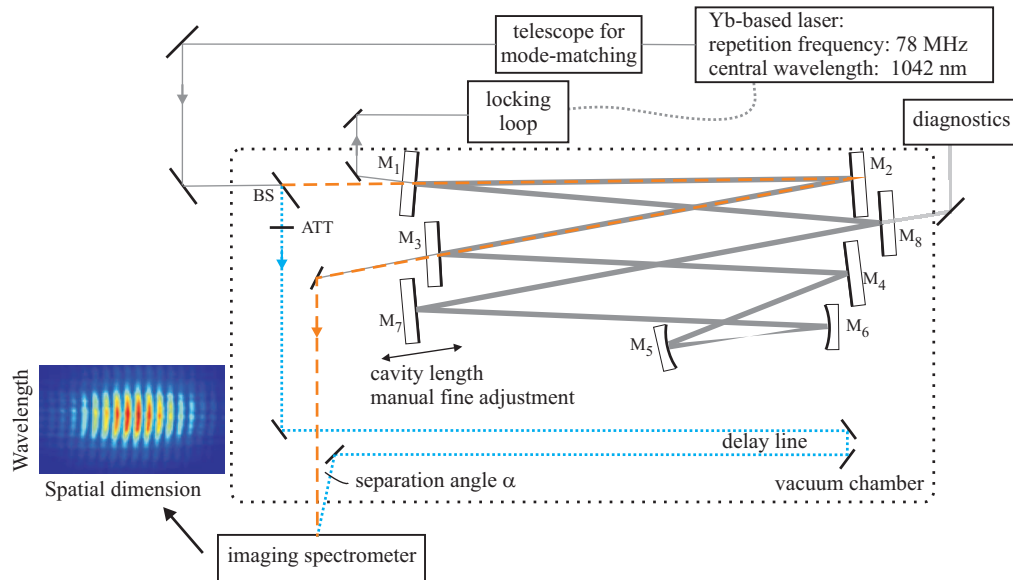 Yb-based laser:
repetition frequency: 78 MHz
central wavelength: 1042 nm
telescope for
mode-matching
locking
loop
diagnostics
M1
M2
BS
ATT
M3
M8
M4
M7
M6
M5
cavity length
manual fine adjustment
Wavelength
Spatial dimension
delay line
separation angle α
vacuum chamber
imaging spectrometer